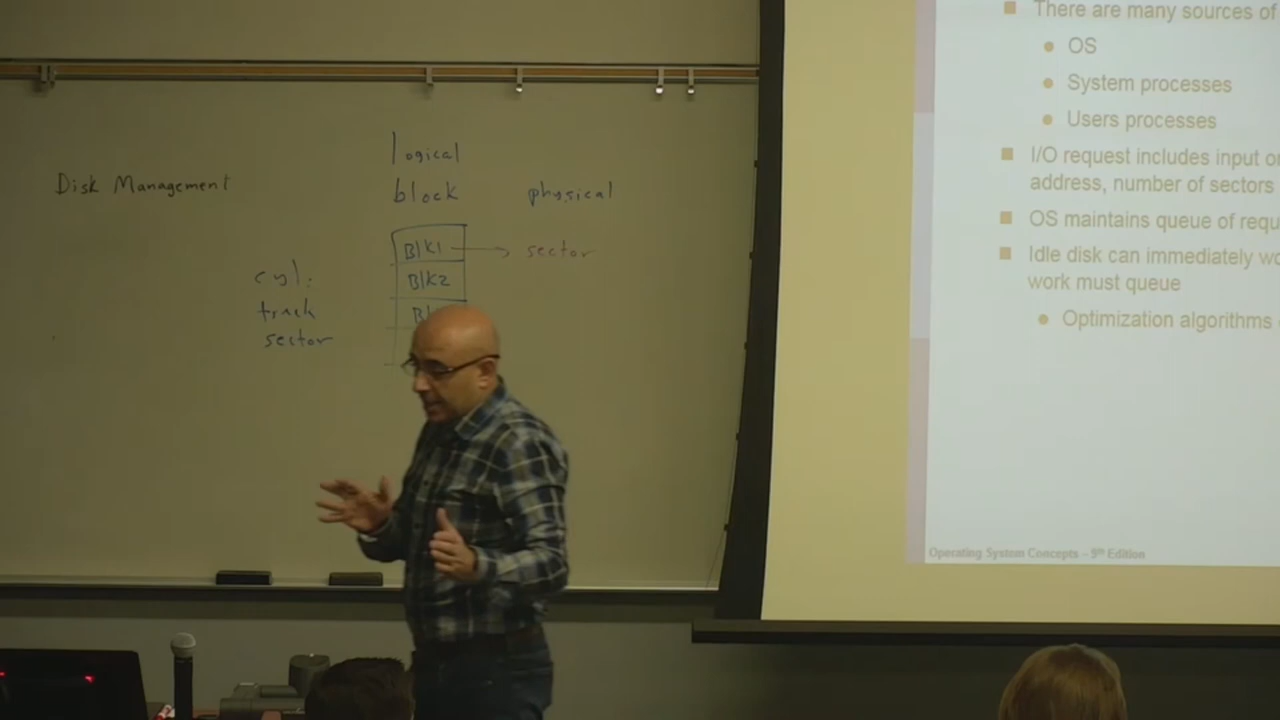 Disk Management
logical
block
physical
Blk1
sector
Blk2
cyl.
track
sector
There are many sources of
OS
System processes
Users processes
I/O request includes input
address, number of sectors
OS maintains queue of
Idle disk can immediately
work must queue
Optimization algorithms
Operating System Concepts – 9th Edition